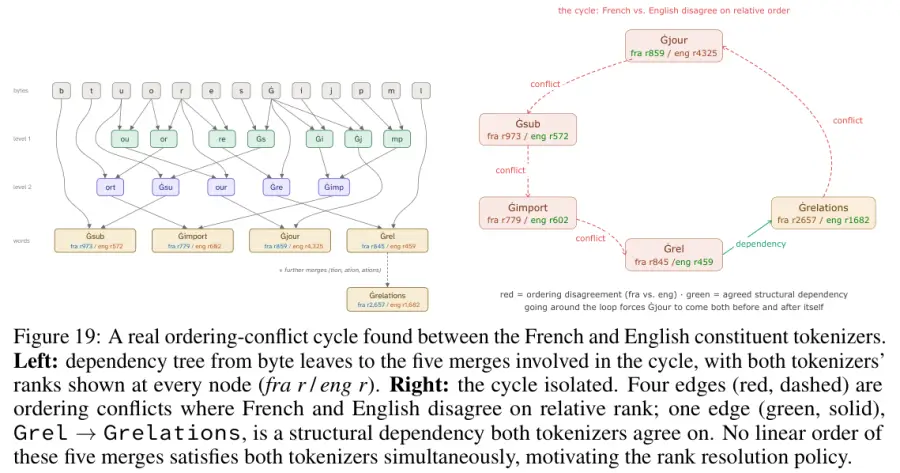 the cycle: French vs. English disagree on relative order
bytes
b t u o r e s Ġ i j p m l
level 1
ou or re Ġs Ġi Ġj mp
level 2
ort Ġsu our Ġre Ġimp
words
Ġsub
fra r973 / eng r572
Ġimport
fra r779 / eng r602
Ġjour
fra r859 / eng r4,325
Ġrel
fra r845 / eng r459
+ further merges (tion, ation, ations)
Ġrelations
fra r2,657 / eng r1,682
Ġjour
fra r859 / eng r4325
conflict
Ġsub
fra r973 / eng r572
conflict
conflict
Ġimport
fra r779 / eng r602
Ġrelations
fra r2657 / eng r1682
conflict
Ġrel
fra r845 /eng r459
dependency
red = ordering disagreement (fra vs. eng) · green = agreed structural dependency
going around the loop forces Ġjour to come both before and after itself
Figure 19: A real ordering-conflict cycle found between the French and English constituent tokenizers.
Left: dependency tree from byte leaves to the five merges involved in the cycle, with both tokenizers’
ranks shown at every node (fra r / eng r). Right: the cycle isolated. Four edges (red, dashed) are
ordering conflicts where French and English disagree on relative rank; one edge (green, solid),
Grel → Grelations, is a structural dependency both tokenizers agree on. No linear order of
these five merges satisfies both tokenizers simultaneously, motivating the rank resolution policy.